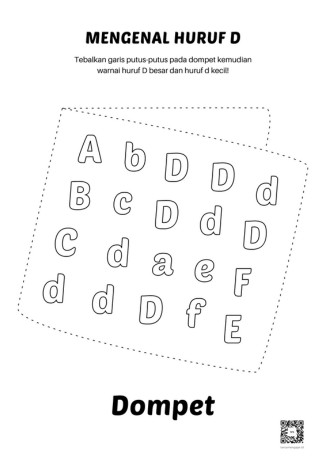 MENGENAL HURUF D
Tebalkan garis putus-putus pada dompet kemudian
warnai huruf D besar dan huruf d kecil!
A b D D d
B c D d D
C d a e F
d d D f E
Dompet